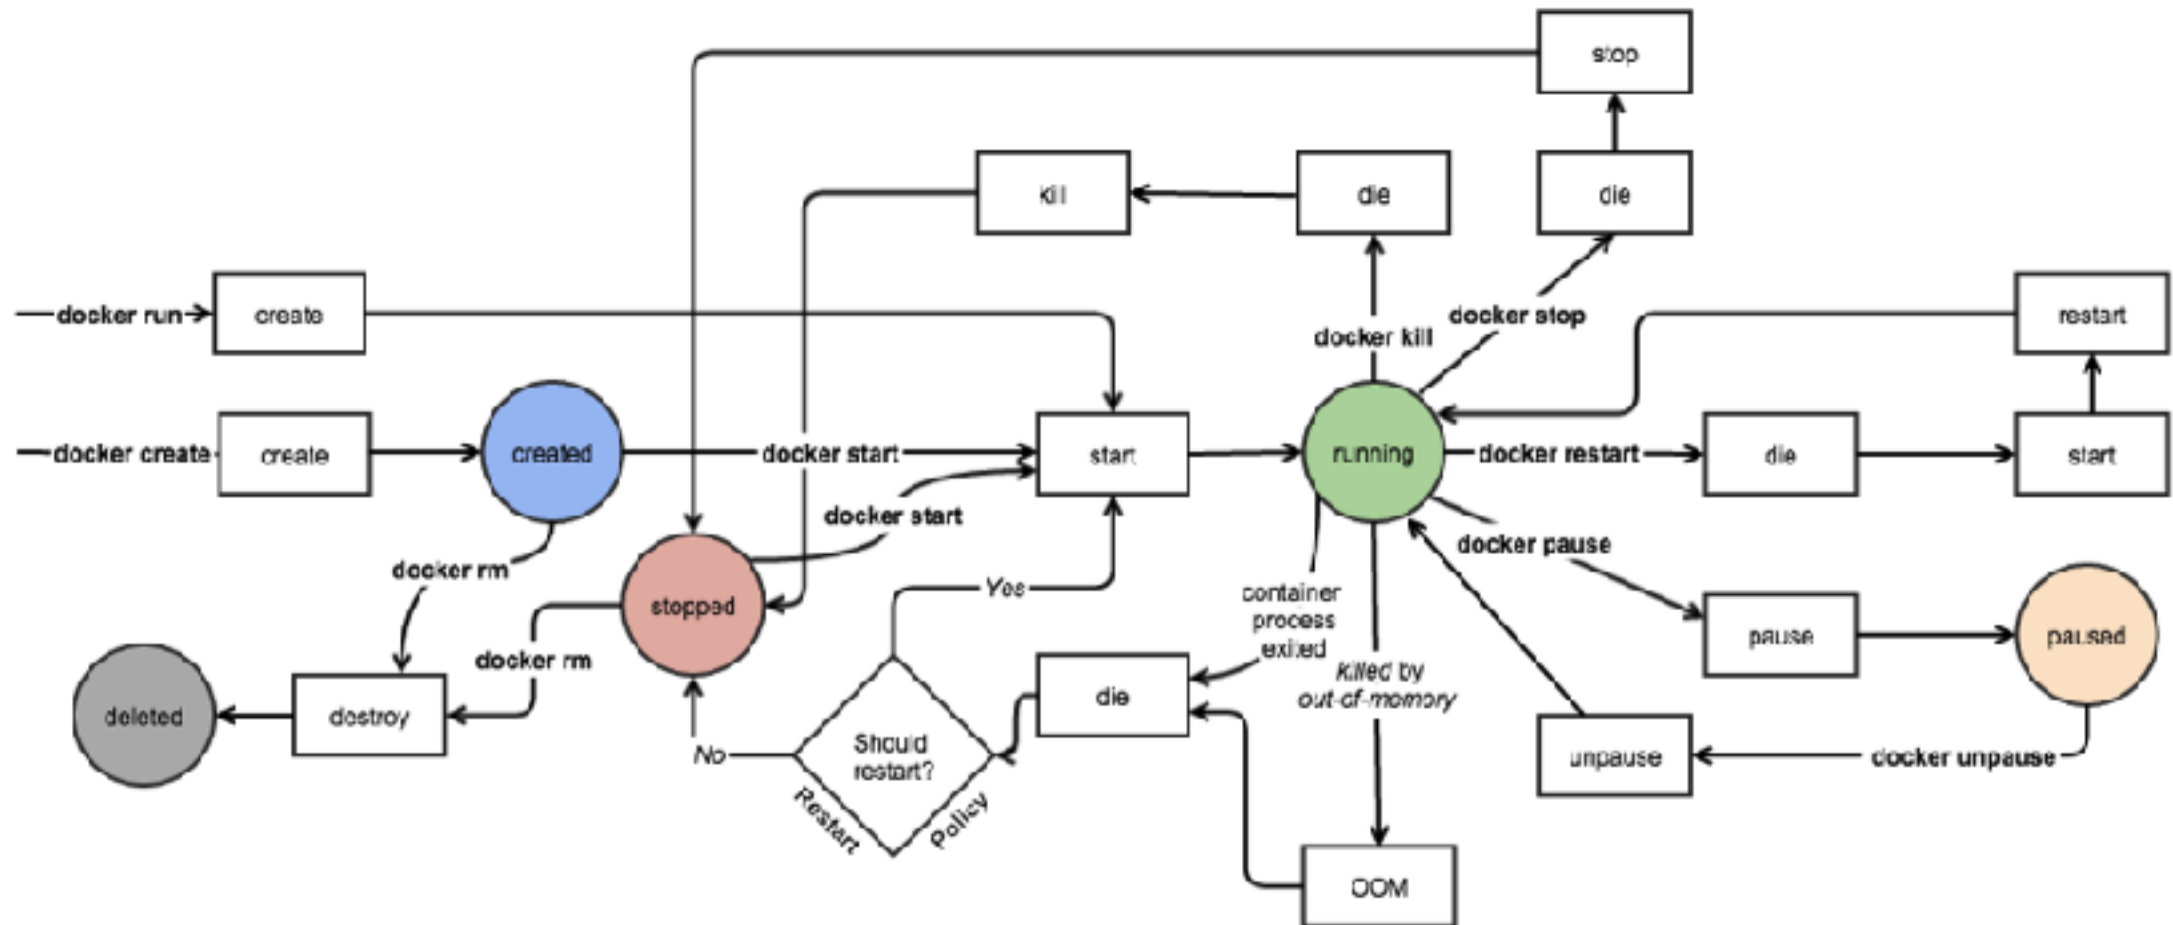 stop
kill
die
die
docker run
create
docker kill
docker stop
restart
docker create
create
created
docker start
start
running
docker restart
die
start
docker start
docker pause
docker rm
Yes
container
process
exited
stopped
pause
paused
docker rm
killed by
out-of-memory
die
deleted
destroy
No
Should
restart?
Restart
Policy
unpause
docker unpause
OOM